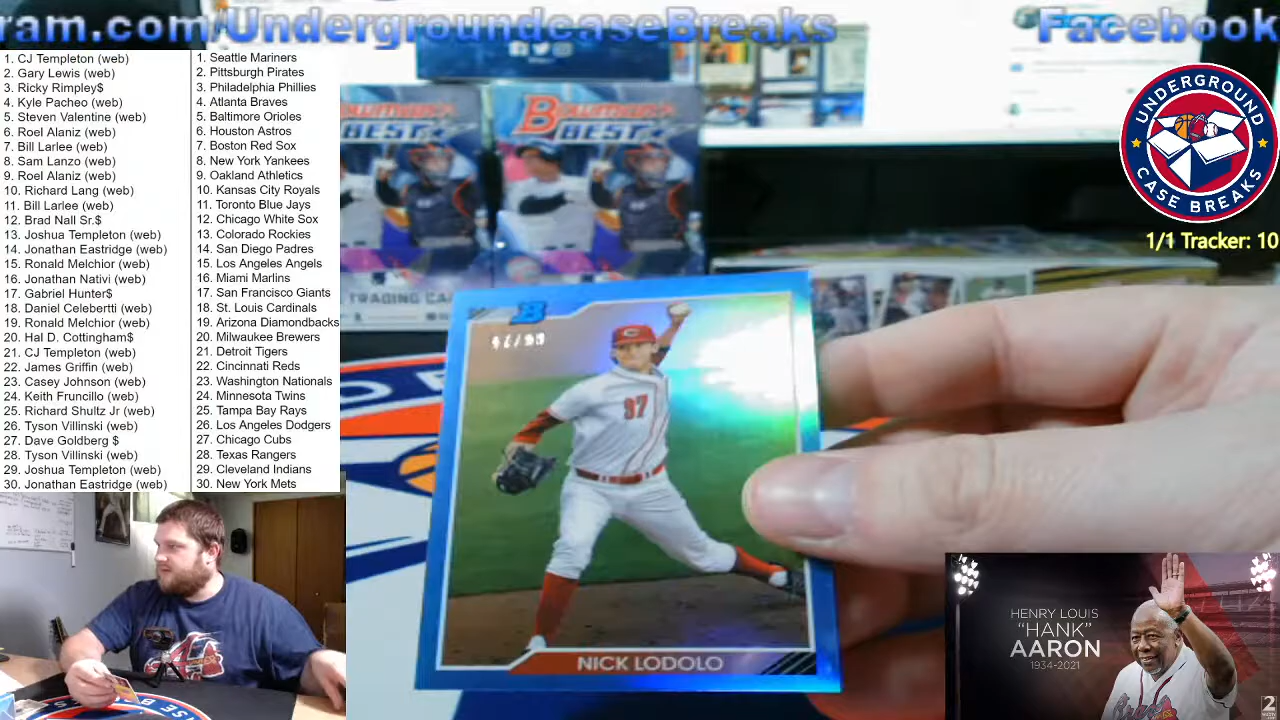 ram.com/UndergroundcaseBreaks
Facebook
1. CJ Templeton (web)
2. Gary Lewis (web)
3. Ricky Rimpley$
4. Kyle Pacheo (web)
5. Steven Valentine (web)
6. Roel Alaniz (web)
7. Bill Larlee (web)
8. Sam Lanzo (web)
9. Roel Alaniz (web)
10. Richard Lang (web)
11. Bill Larlee (web)
12. Brad Nall Sr.$
13. Joshua Templeton (web)
14. Jonathan Eastridge (web)
15. Ronald Melchior (web)
16. Jonathan Nativi (web)
17. Gabriel Hunter$
18. Daniel Celebertti (web)
19. Ronald Melchior (web)
20. Hal D. Cottingham$
21. CJ Templeton (web)
22. James Griffin (web)
23. Casey Johnson (web)
24. Keith Fruncillo (web)
25. Richard Shultz Jr (web)
26. Tyson Villinski (web)
27. Dave Goldberg $
28. Tyson Villinski (web)
29. Joshua Templeton (web)
30. Jonathan Eastridge (web)
1. Seattle Mariners
2. Pittsburgh Pirates
3. Philadelphia Phillies
4. Atlanta Braves
5. Baltimore Orioles
6. Houston Astros
7. Boston Red Sox
8. New York Yankees
9. Oakland Athletics
10. Kansas City Royals
11. Toronto Blue Jays
12. Chicago White Sox
13. Colorado Rockies
14. San Diego Padres
15. Los Angeles Angels
16. Miami Marlins
17. San Francisco Giants
18. St. Louis Cardinals
19. Arizona Diamondbacks
20. Milwaukee Brewers
21. Detroit Tigers
22. Cincinnati Reds
23. Washington Nationals
24. Minnesota Twins
25. Tampa Bay Rays
26. Los Angeles Dodgers
27. Chicago Cubs
28. Texas Rangers
29. Cleveland Indians
30. New York Mets
BOWMAN'S
BEST
BOWMAN'S
BEST
TRADING CA
UNDERGROUND
CASE BREAKS
1/1 Tracker: 10
B
97
NICK LODOLO
HENRY LOUIS
"HANK"
AARON
1934-2021
2